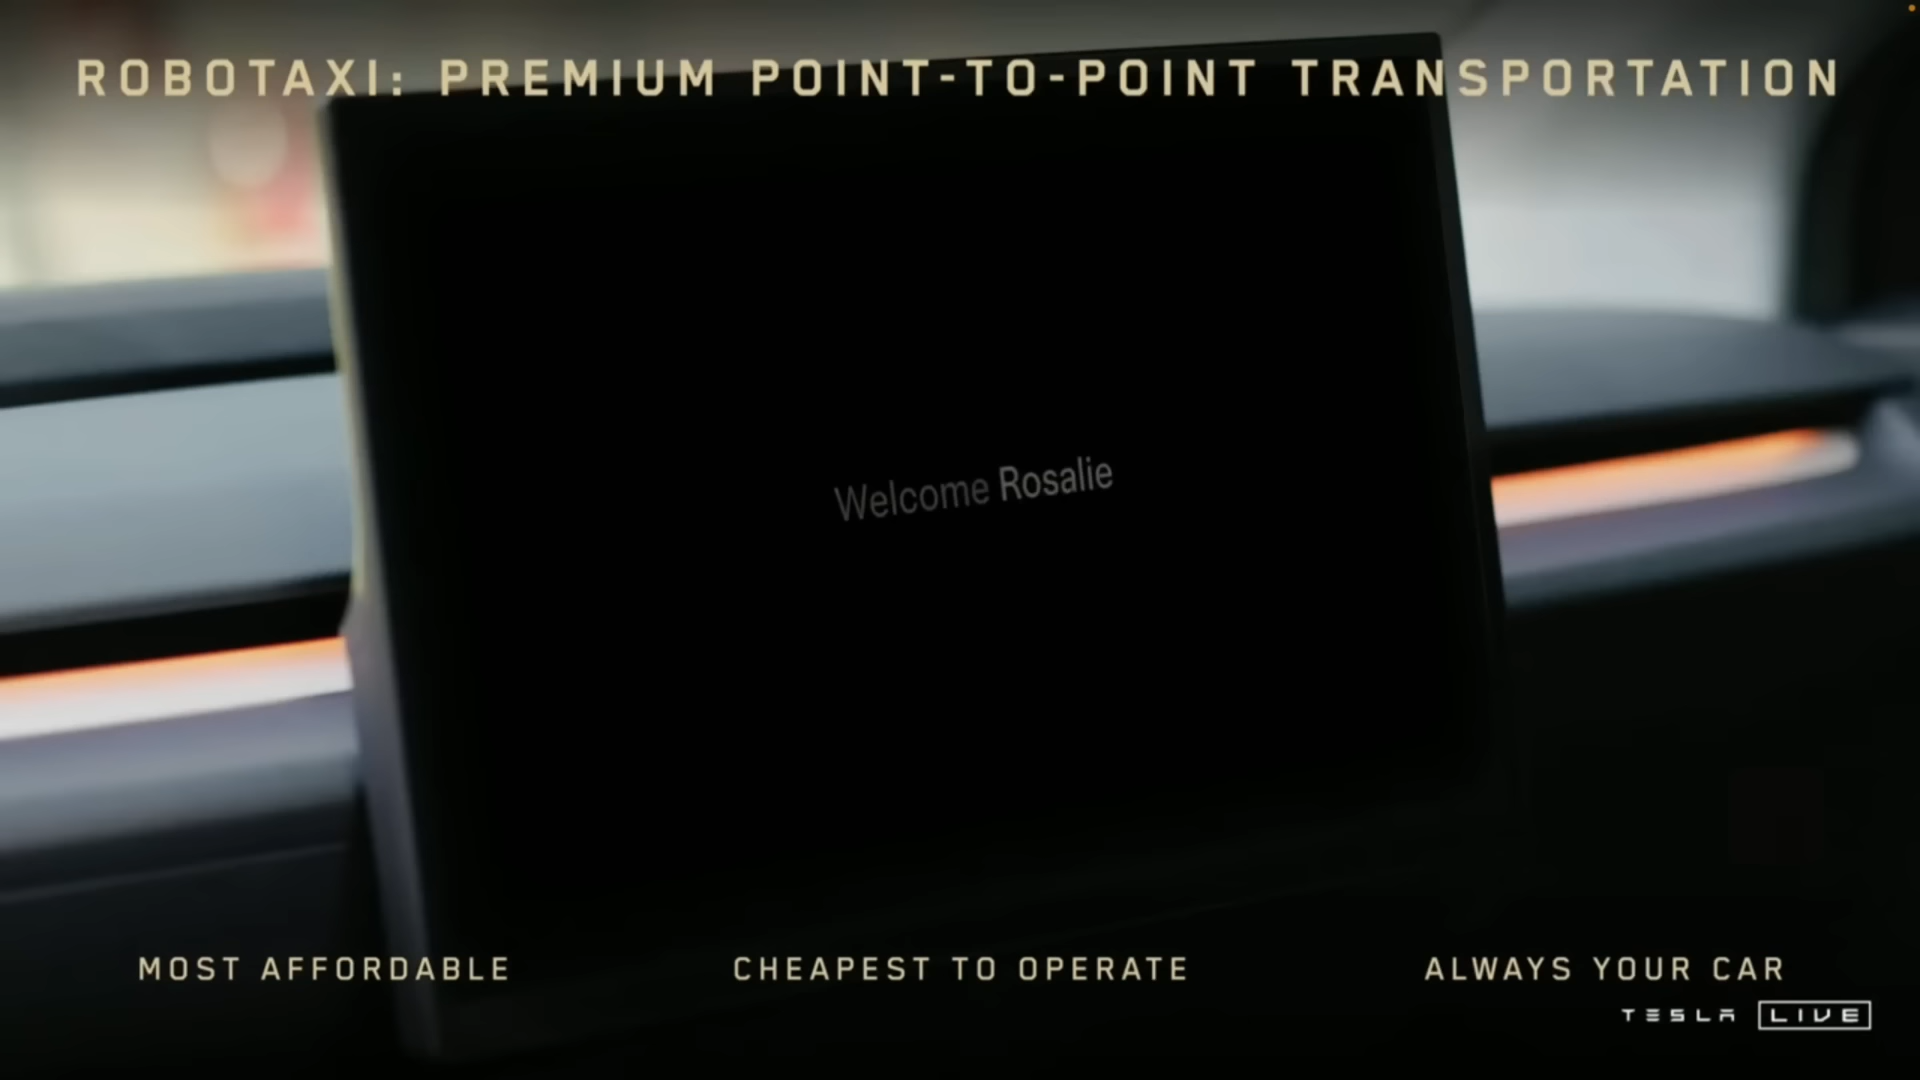 ROBOTAXI: PREMIUM POINT-TO-POINT TRANSPORTATION
Welcome Rosalie
MOST AFFORDABLE
CHEAPEST TO OPERATE
ALWAYS YOUR CAR
TESLA LIVE